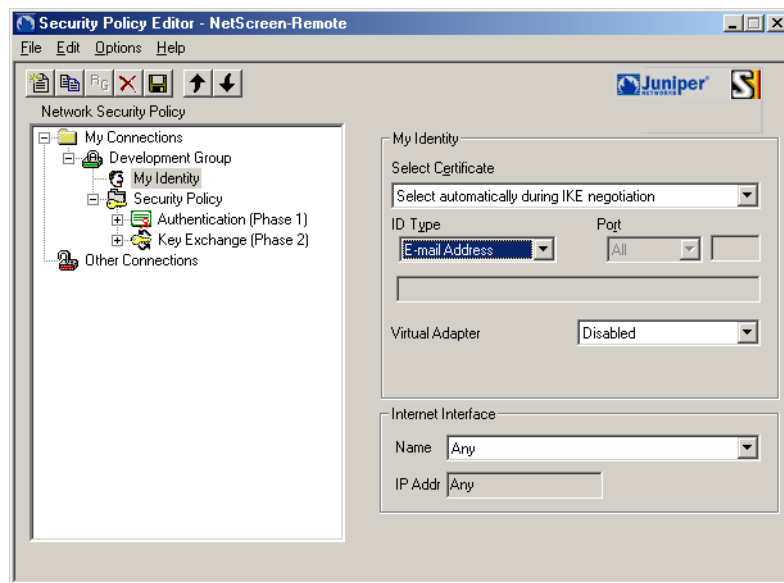 Security Policy Editor - NetScreen-Remote
File Edit Options Help
RG
Juniper
NETWORKS
S
Network Security Policy
My Connections
Development Group
My Identity
Security Policy
Authentication (Phase 1)
Key Exchange (Phase 2)
Other Connections
My Identity
Select Certificate
Select automatically during IKE negotiation
ID Type Port
E-mail Address All
Virtual Adapter Disabled
Internet Interface
Name Any
IP Addr Any